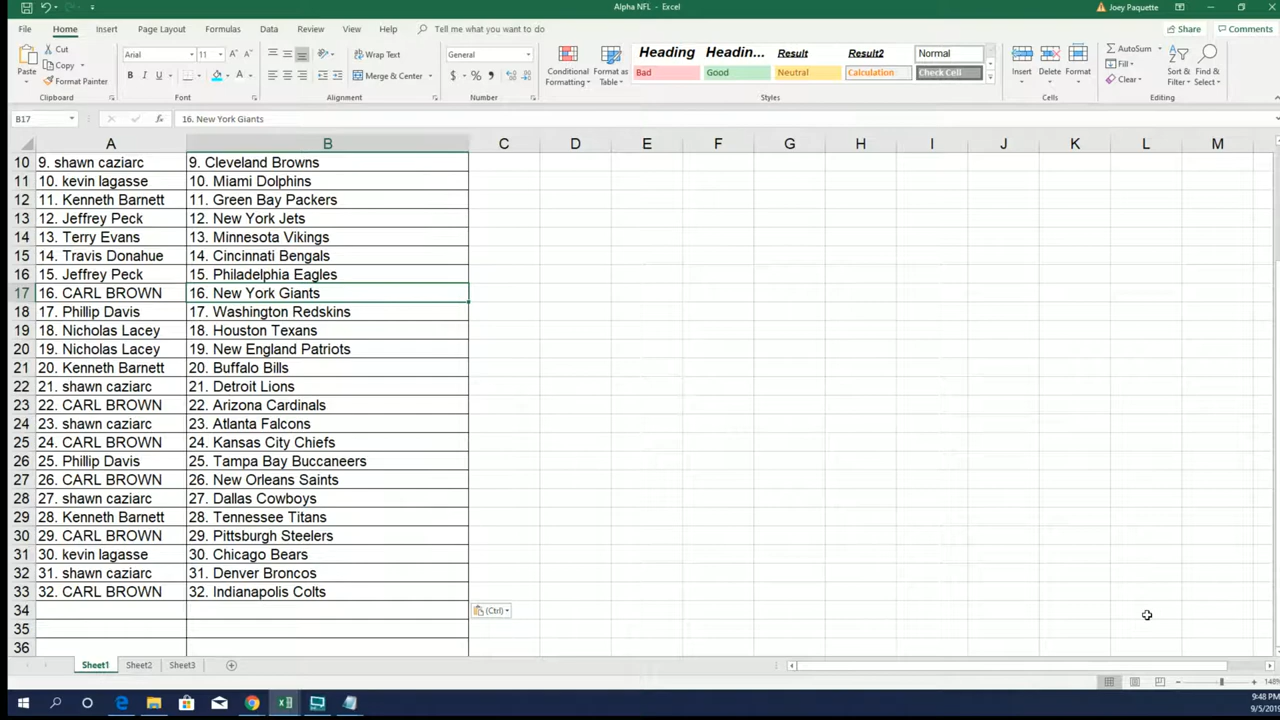 Alpha NFL - Excel
Joey Paquette
File Home Insert Page Layout Formulas Data Review View Help Tell me what you want to do Share Comments
Paste Cut Copy Format Painter Clipboard
Arial 11 B I U A Font
Wrap Text Merge & Center Alignment
General $ % Number
Conditional Formatting Format as Table
Heading Headin... Result Result2 Normal
Bad Good Neutral Calculation Check Cell
Styles
Insert Delete Format Cells
AutoSum Fill Clear Sort & Filter Find & Select Editing
B17 16. New York Giants
A B C D E F G H I J K L M
10 9. shawn caziarc 9. Cleveland Browns
11 10. kevin lagasse 10. Miami Dolphins
12 11. Kenneth Barnett 11. Green Bay Packers
13 12. Jeffrey Peck 12. New York Jets
14 13. Terry Evans 13. Minnesota Vikings
15 14. Travis Donahue 14. Cincinnati Bengals
16 15. Jeffrey Peck 15. Philadelphia Eagles
17 16. CARL BROWN 16. New York Giants
18 17. Phillip Davis 17. Washington Redskins
19 18. Nicholas Lacey 18. Houston Texans
20 19. Nicholas Lacey 19. New England Patriots
21 20. Kenneth Barnett 20. Buffalo Bills
22 21. shawn caziarc 21. Detroit Lions
23 22. CARL BROWN 22. Arizona Cardinals
24 23. shawn caziarc 23. Atlanta Falcons
25 24. CARL BROWN 24. Kansas City Chiefs
26 25. Phillip Davis 25. Tampa Bay Buccaneers
27 26. CARL BROWN 26. New Orleans Saints
28 27. shawn caziarc 27. Dallas Cowboys
29 28. Kenneth Barnett 28. Tennessee Titans
30 29. CARL BROWN 29. Pittsburgh Steelers
31 30. kevin lagasse 30. Chicago Bears
32 31. shawn caziarc 31. Denver Broncos
33 32. CARL BROWN 32. Indianapolis Colts
34 (Ctrl)
35
36
Sheet1 Sheet2 Sheet3
148%
9:48 PM